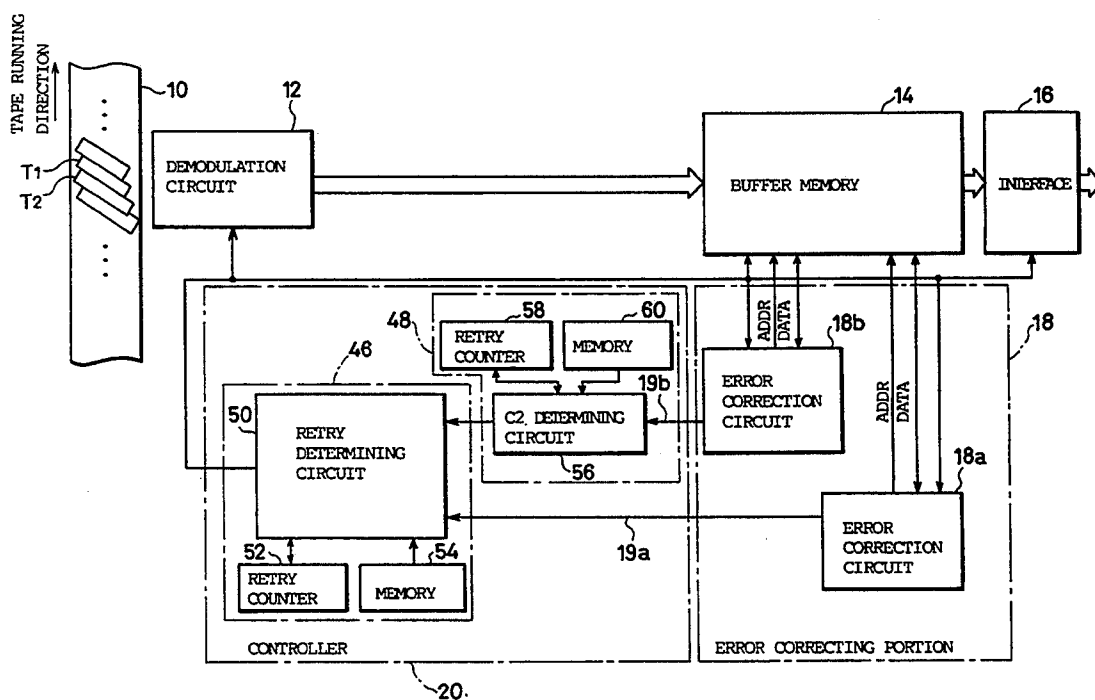 TAPE RUNNING
DIRECTION
10
T1
T2
12
DEMODULATION
CIRCUIT
14
BUFFER MEMORY
16
INTERFACE
ADDR
DATA
18b
ERROR
CORRECTION
CIRCUIT
ADDR
DATA
18
18a
ERROR
CORRECTION
CIRCUIT
48
58
RETRY
COUNTER
60
MEMORY
19b
C2. DETERMINING
CIRCUIT
56
46
50
RETRY
DETERMINING
CIRCUIT
19a
52
RETRY
COUNTER
54
MEMORY
CONTROLLER
20.
ERROR CORRECTING PORTION